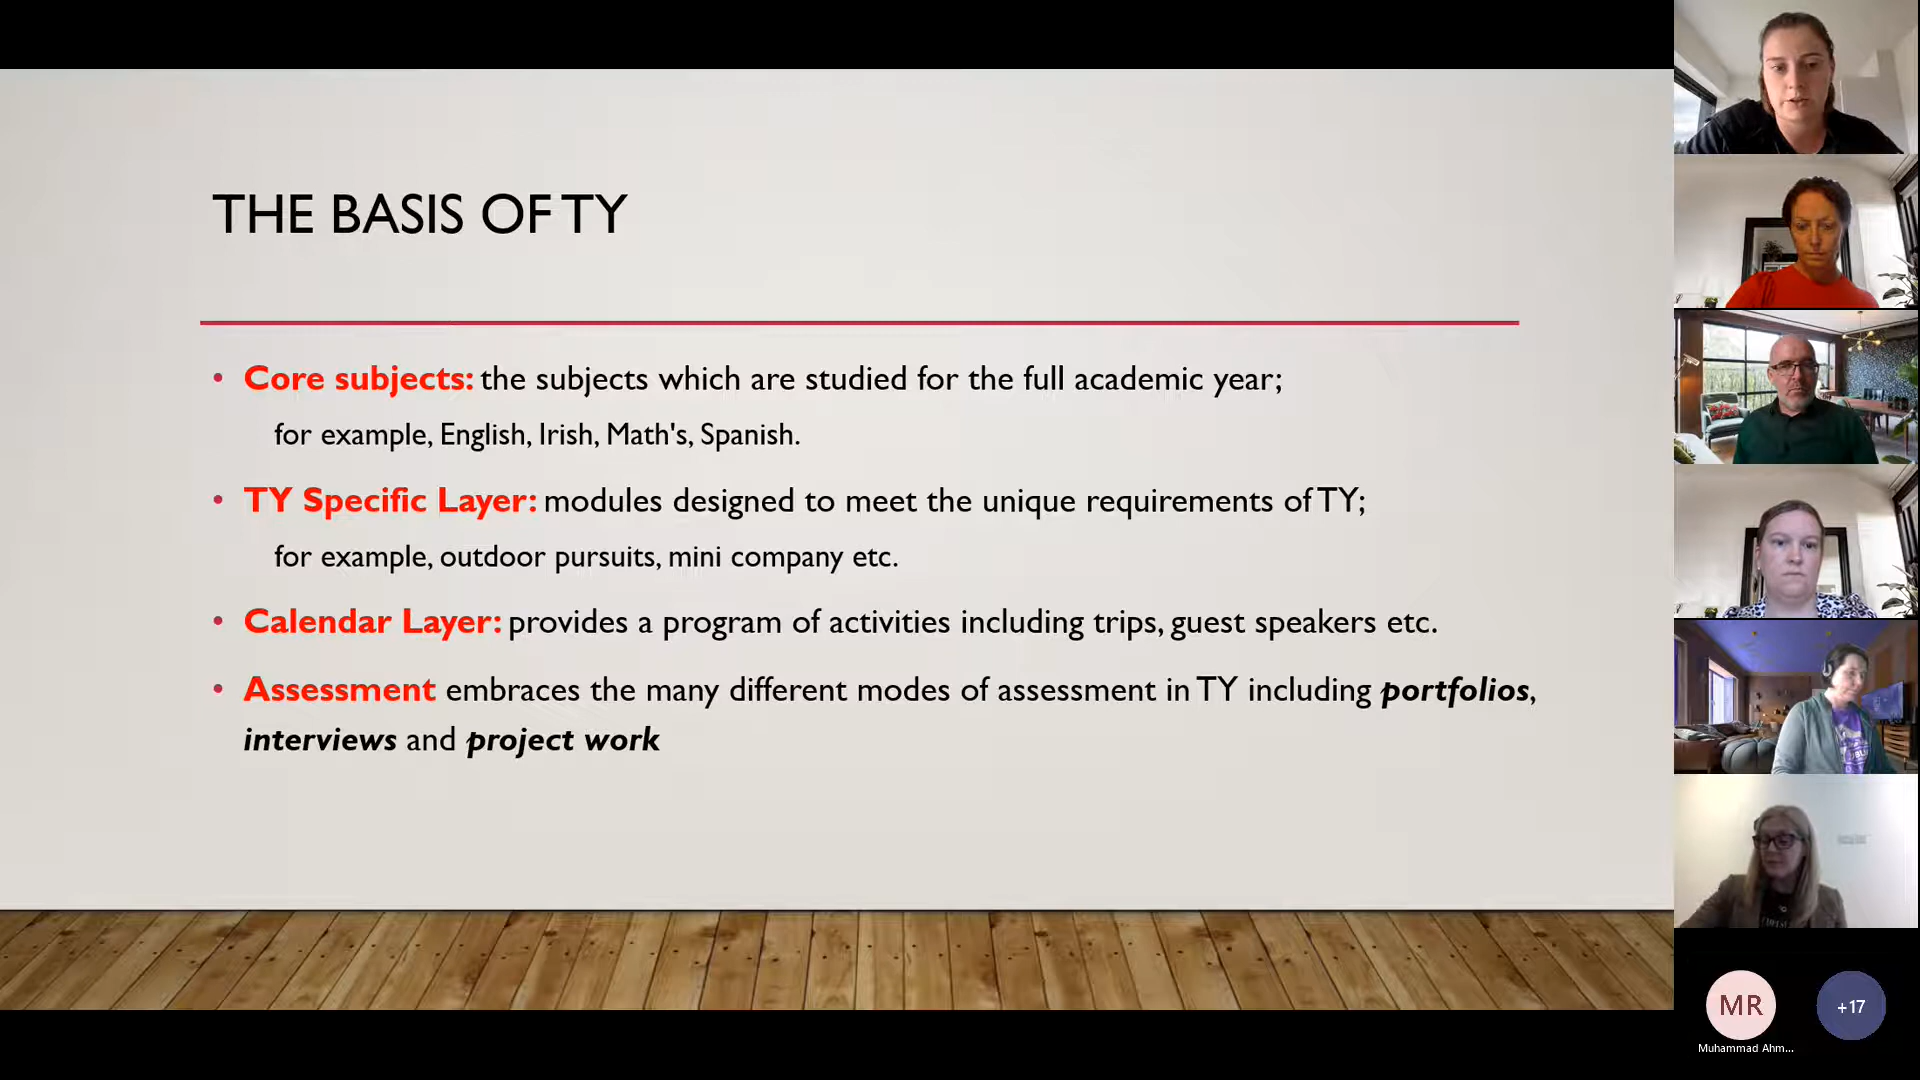 THE BASIS OF TY
• Core subjects: the subjects which are studied for the full academic year;
for example, English, Irish, Math's, Spanish.
• TY Specific Layer: modules designed to meet the unique requirements of TY;
for example, outdoor pursuits, mini company etc.
• Calendar Layer: provides a program of activities including trips, guest speakers etc.
• Assessment embraces the many different modes of assessment in TY including portfolios,
interviews and project work
MR
+17
Muhammad Ahm...